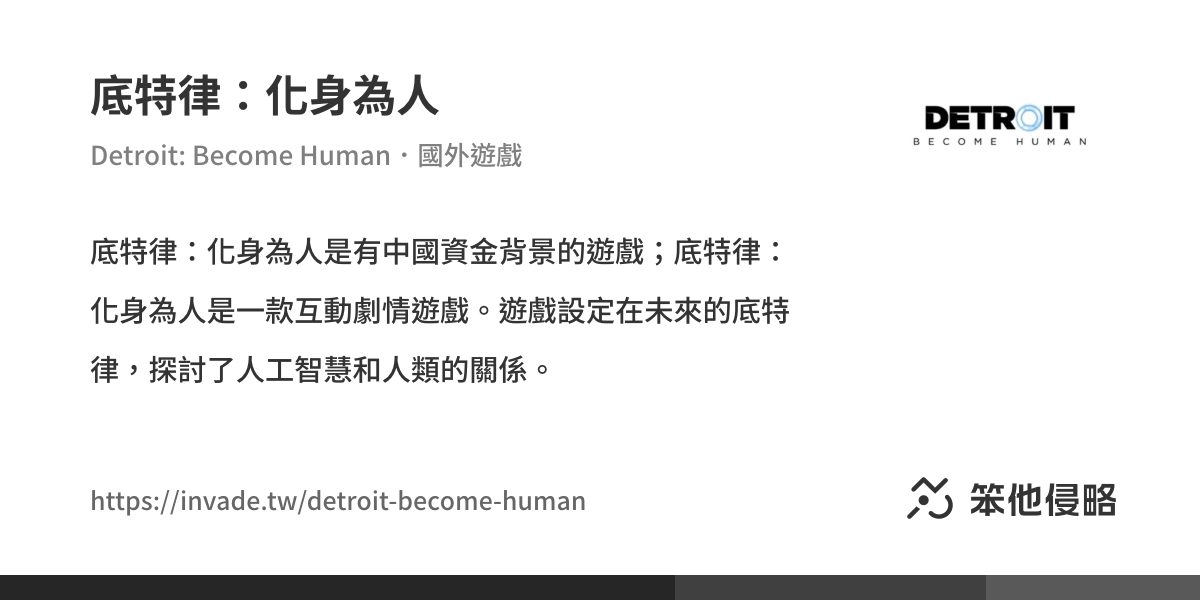 底特律：化身為人
Detroit: Become Human・國外遊戲
DETROIT
BECOME HUMAN
底特律：化身為人是有中國資金背景的遊戲；底特律：
化身為人是一款互動劇情遊戲。遊戲設定在未來的底特
律，探討了人工智慧和人類的關係。
https://invade.tw/detroit-become-human
笨他侵略